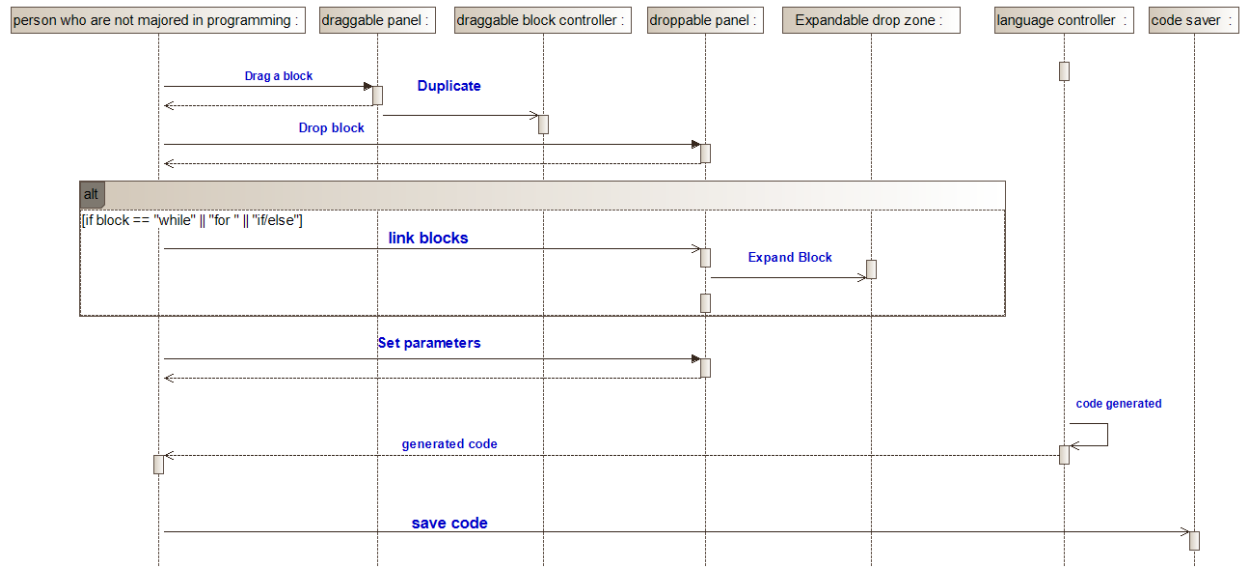 person who are not majored in programming :
draggable panel :
draggable block controller :
droppable panel :
Expandable drop zone :
language controller :
code saver :
Drag a block
Duplicate
Drop block
alt
[if block == "while" || "for " || "if/else"]
link blocks
Expand Block
Set parameters
code generated
generated code
save code